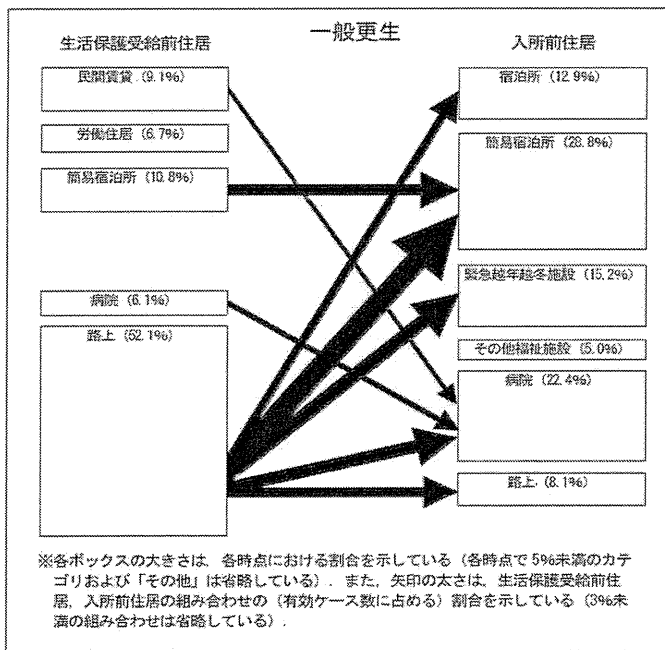 一般更生
生活保護受給前住居
民間賃貸 (9.1%)
労働住居 (6.7%)
簡易宿泊所 (10.8%)
病院 (6.1%)
路上 (52.1%)
入所前住居
宿泊所 (12.9%)
簡易宿泊所 (28.8%)
緊急越年越冬施設 (15.2%)
その他福祉施設 (5.0%)
病院 (22.4%)
路上 (8.1%)
※各ボックスの大きさは，各時点における割合を示している（各時点で5%未満のカテ
ゴリおよび「その他」は省略している）．また，矢印の太さは，生活保護受給前住
居，入所前住居の組み合わせの（有効ケース数に占める）割合を示している（3%未
満の組み合わせは省略している）．